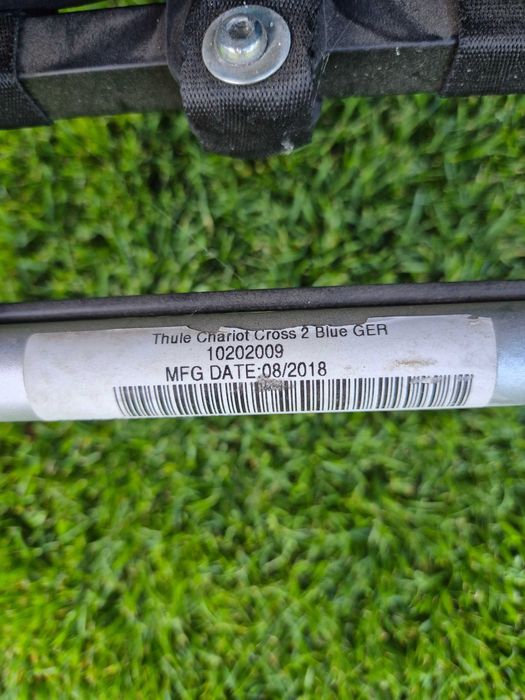 Thule Chariot Cross 2 Blue GER
10202009
MFG DATE:08/2018